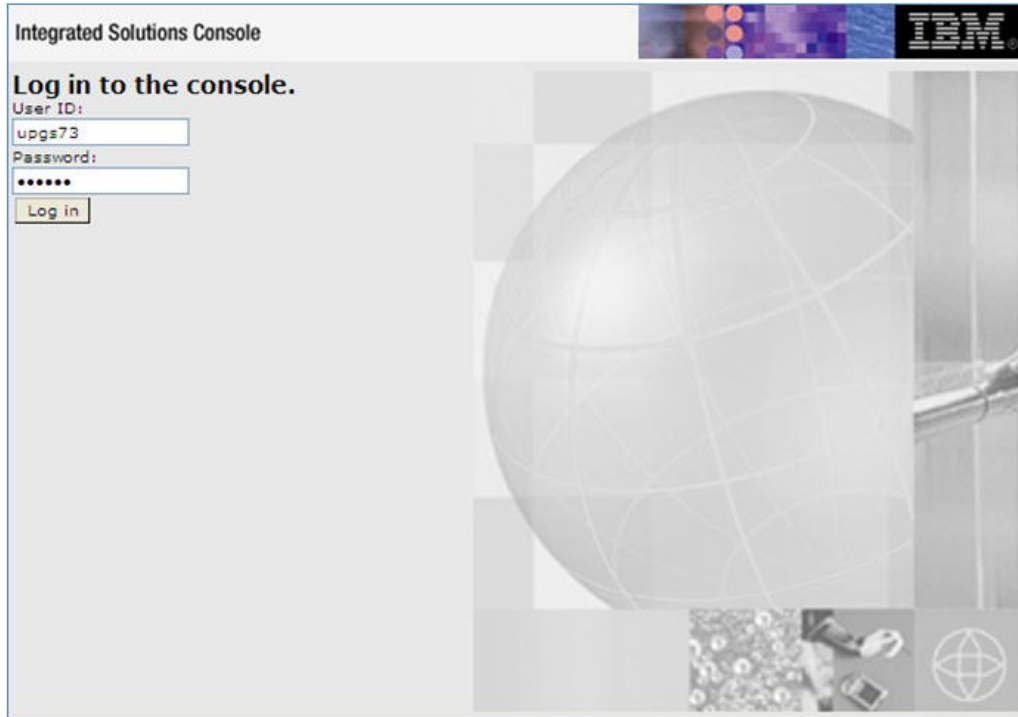 Integrated Solutions Console
IBM®
Log in to the console.
User ID:
upgs73
Password:
••••••
Log in